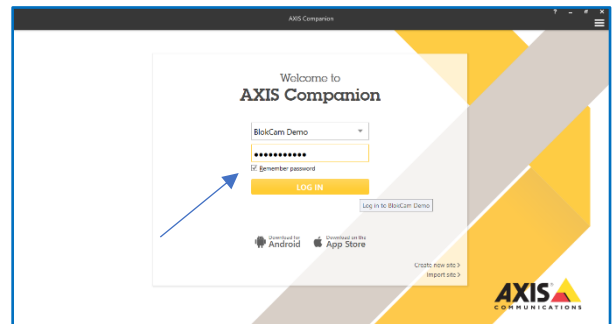 AXIS Companion
?
Welcome to
AXIS Companion
BlokCam Demo
•••••••••••
Remember password
LOG IN
Log in to BlokCam Demo
Download for
Android
Download on the
App Store
Create new site >
Import site >
AXIS
COMMUNICATIONS